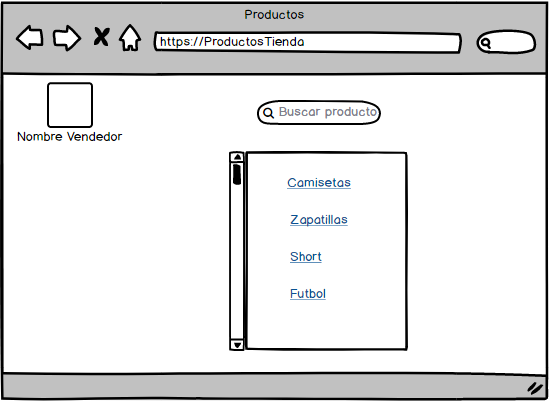 Productos
https://ProductosTienda
Buscar producto
Nombre Vendedor
Camisetas
Zapatillas
Short
Futbol